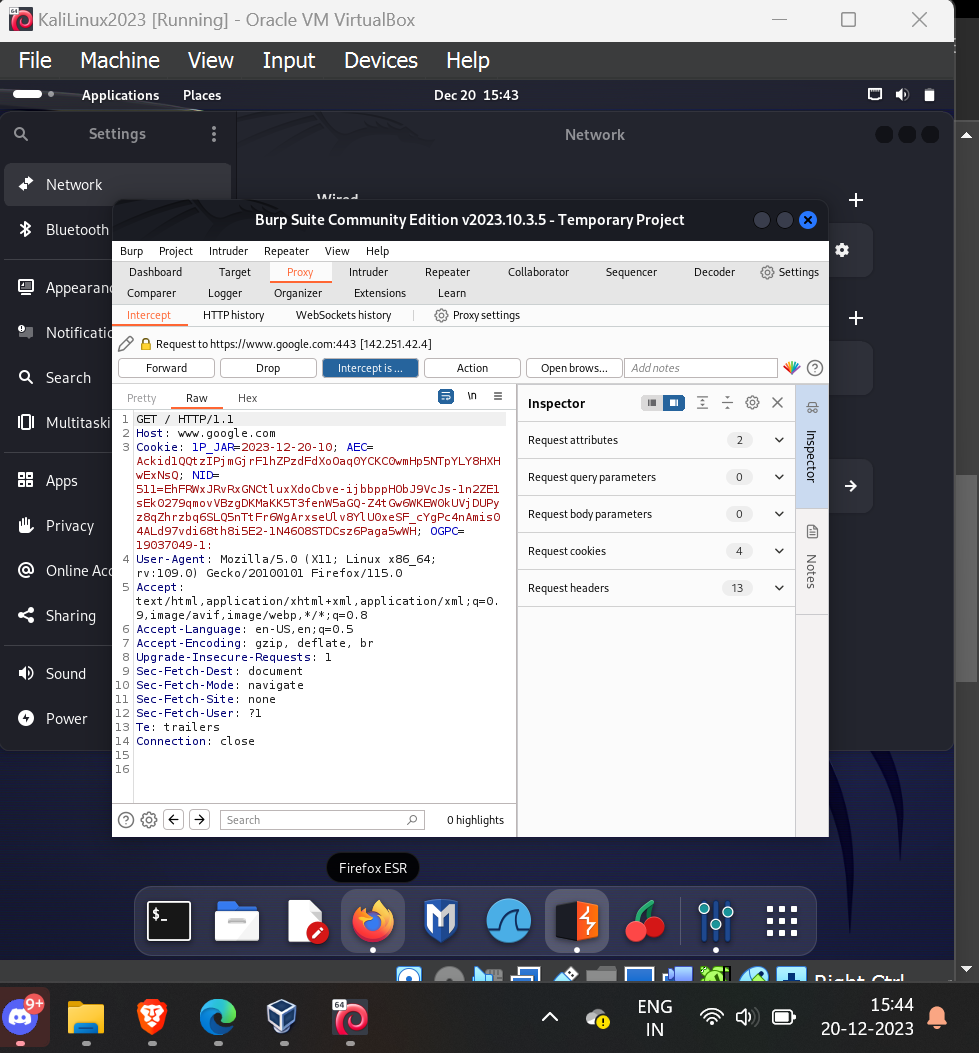 KaliLinux2023 [Running] - Oracle VM VirtualBox
File Machine View Input Devices Help
Applications Places Dec 20 15:43
Settings Network
Network
Wired
Bluetooth
Appearanc
Notificatic
Search
Multitaski
Apps
Privacy
Online Acc
Sharing
Sound
Power
Burp Suite Community Edition v2023.10.3.5 - Temporary Project
Burp Project Intruder Repeater View Help
Dashboard Target Proxy Intruder Repeater Collaborator Sequencer Decoder Settings
Comparer Logger Organizer Extensions Learn
Intercept HTTP history WebSockets history Proxy settings
Request to https://www.google.com:443 [142.251.42.4]
Forward Drop Intercept is ... Action Open brows... Add notes
Pretty Raw Hex \n
1 GET / HTTP/1.1
2 Host: www.google.com
3 Cookie: 1P_JAR=2023-12-20-10; AEC=
wExNsQ; NID=
19037049-1:
4 User-Agent: Mozilla/5.0 (X11; Linux x86_64;
rv:109.0) Gecko/20100101 Firefox/115.0
5 Accept:
text/html,application/xhtml+xml,application/xml;q=0.
9,image/avif,image/webp,*/*;q=0.8
6 Accept-Language: en-US,en;q=0.5
7 Accept-Encoding: gzip, deflate, br
8 Upgrade-Insecure-Requests: 1
9 Sec-Fetch-Dest: document
10 Sec-Fetch-Mode: navigate
11 Sec-Fetch-Site: none
12 Sec-Fetch-User: ?1
13 Te: trailers
14 Connection: close
15
16
Search 0 highlights
Inspector
Request attributes 2
Request query parameters 0
Request body parameters 0
Request cookies 4
Request headers 13
Inspector
Notes
Firefox ESR
$_
Right Ctrl
9+
64
ENG
IN
15:44
20-12-2023